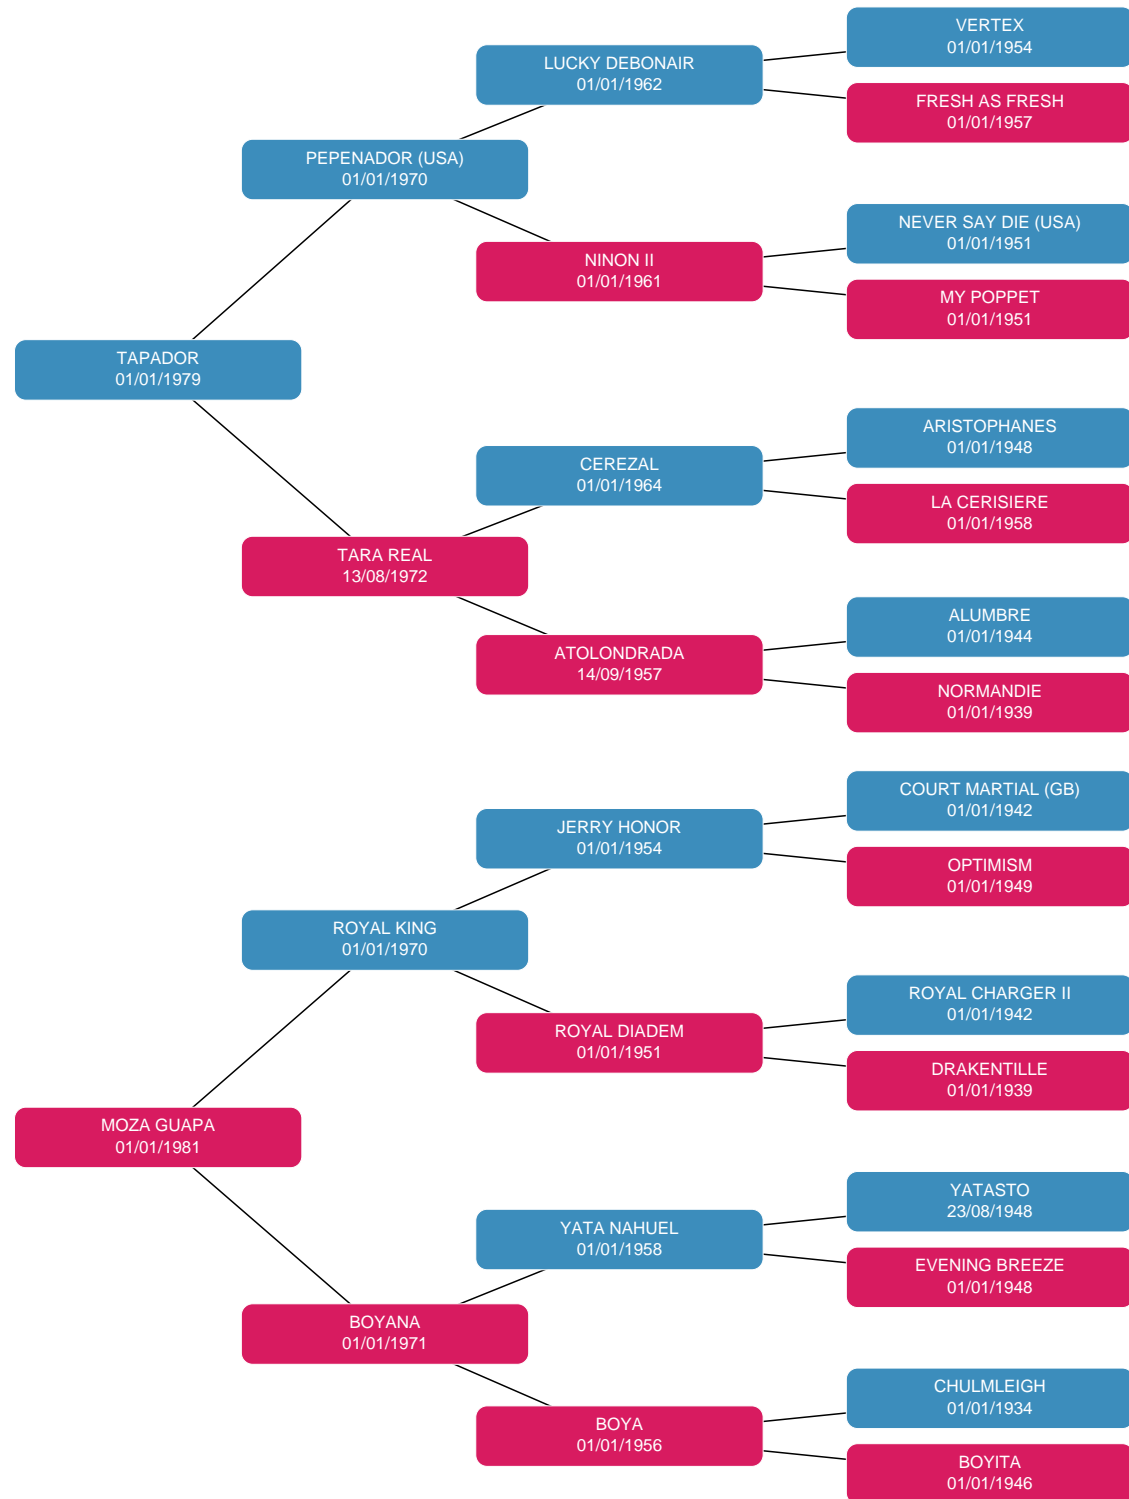 VERTEX
01/01/1954
LUCKY DEBONAIR
01/01/1962
FRESH AS FRESH
01/01/1957
PEPENADOR (USA)
01/01/1970
NEVER SAY DIE (USA)
01/01/1951
NINON II
01/01/1961
MY POPPET
01/01/1951
TAPADOR
01/01/1979
ARISTOPHANES
01/01/1948
CEREZAL
01/01/1964
LA CERISIERE
01/01/1958
TARA REAL
13/08/1972
ALUMBRE
01/01/1944
ATOLONDRADA
14/09/1957
NORMANDIE
01/01/1939
COURT MARTIAL (GB)
01/01/1942
JERRY HONOR
01/01/1954
OPTIMISM
01/01/1949
ROYAL KING
01/01/1970
ROYAL CHARGER II
01/01/1942
ROYAL DIADEM
01/01/1951
DRAKENTILLE
01/01/1939
MOZA GUAPA
01/01/1981
YATASTO
23/08/1948
YATA NAHUEL
01/01/1958
EVENING BREEZE
01/01/1948
BOYANA
01/01/1971
CHULMLEIGH
01/01/1934
BOYA
01/01/1956
BOYITA
01/01/1946